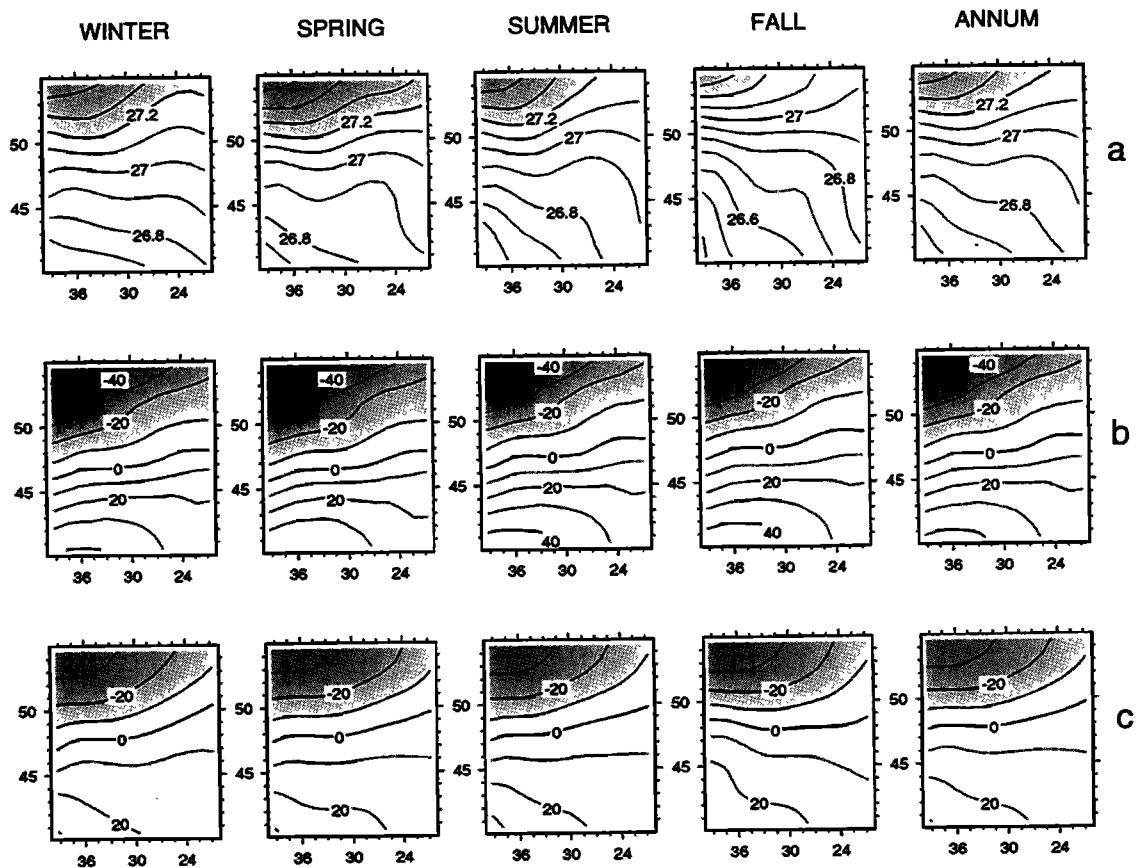 WINTER SPRING SUMMER FALL ANNUM
27.2 27.2 27.2 27 27.2
50 50 50 50 50
27 27 27 26.8 27
a
45 45 45 45 45
26.8 26.8 26.8 26.6 26.8
36 30 24 36 30 24 36 30 24 36 30 24 36 30 24
-40 -40 -20 -20 -40
-20 -20 -20
50 50 50 50 50
b
0 0 0 0 0
45 45 45 45 45
20 20 20 20 20
40 40
36 30 24 36 30 24 36 30 24 36 30 24 36 30 24
-20 -20 -20 -20 -20
50 50 50 50 50
0 0 0 0 0
c
45 45 45 45 45
20 20 20 20 20
36 30 24 36 30 24 36 30 24 36 30 24 36 30 24